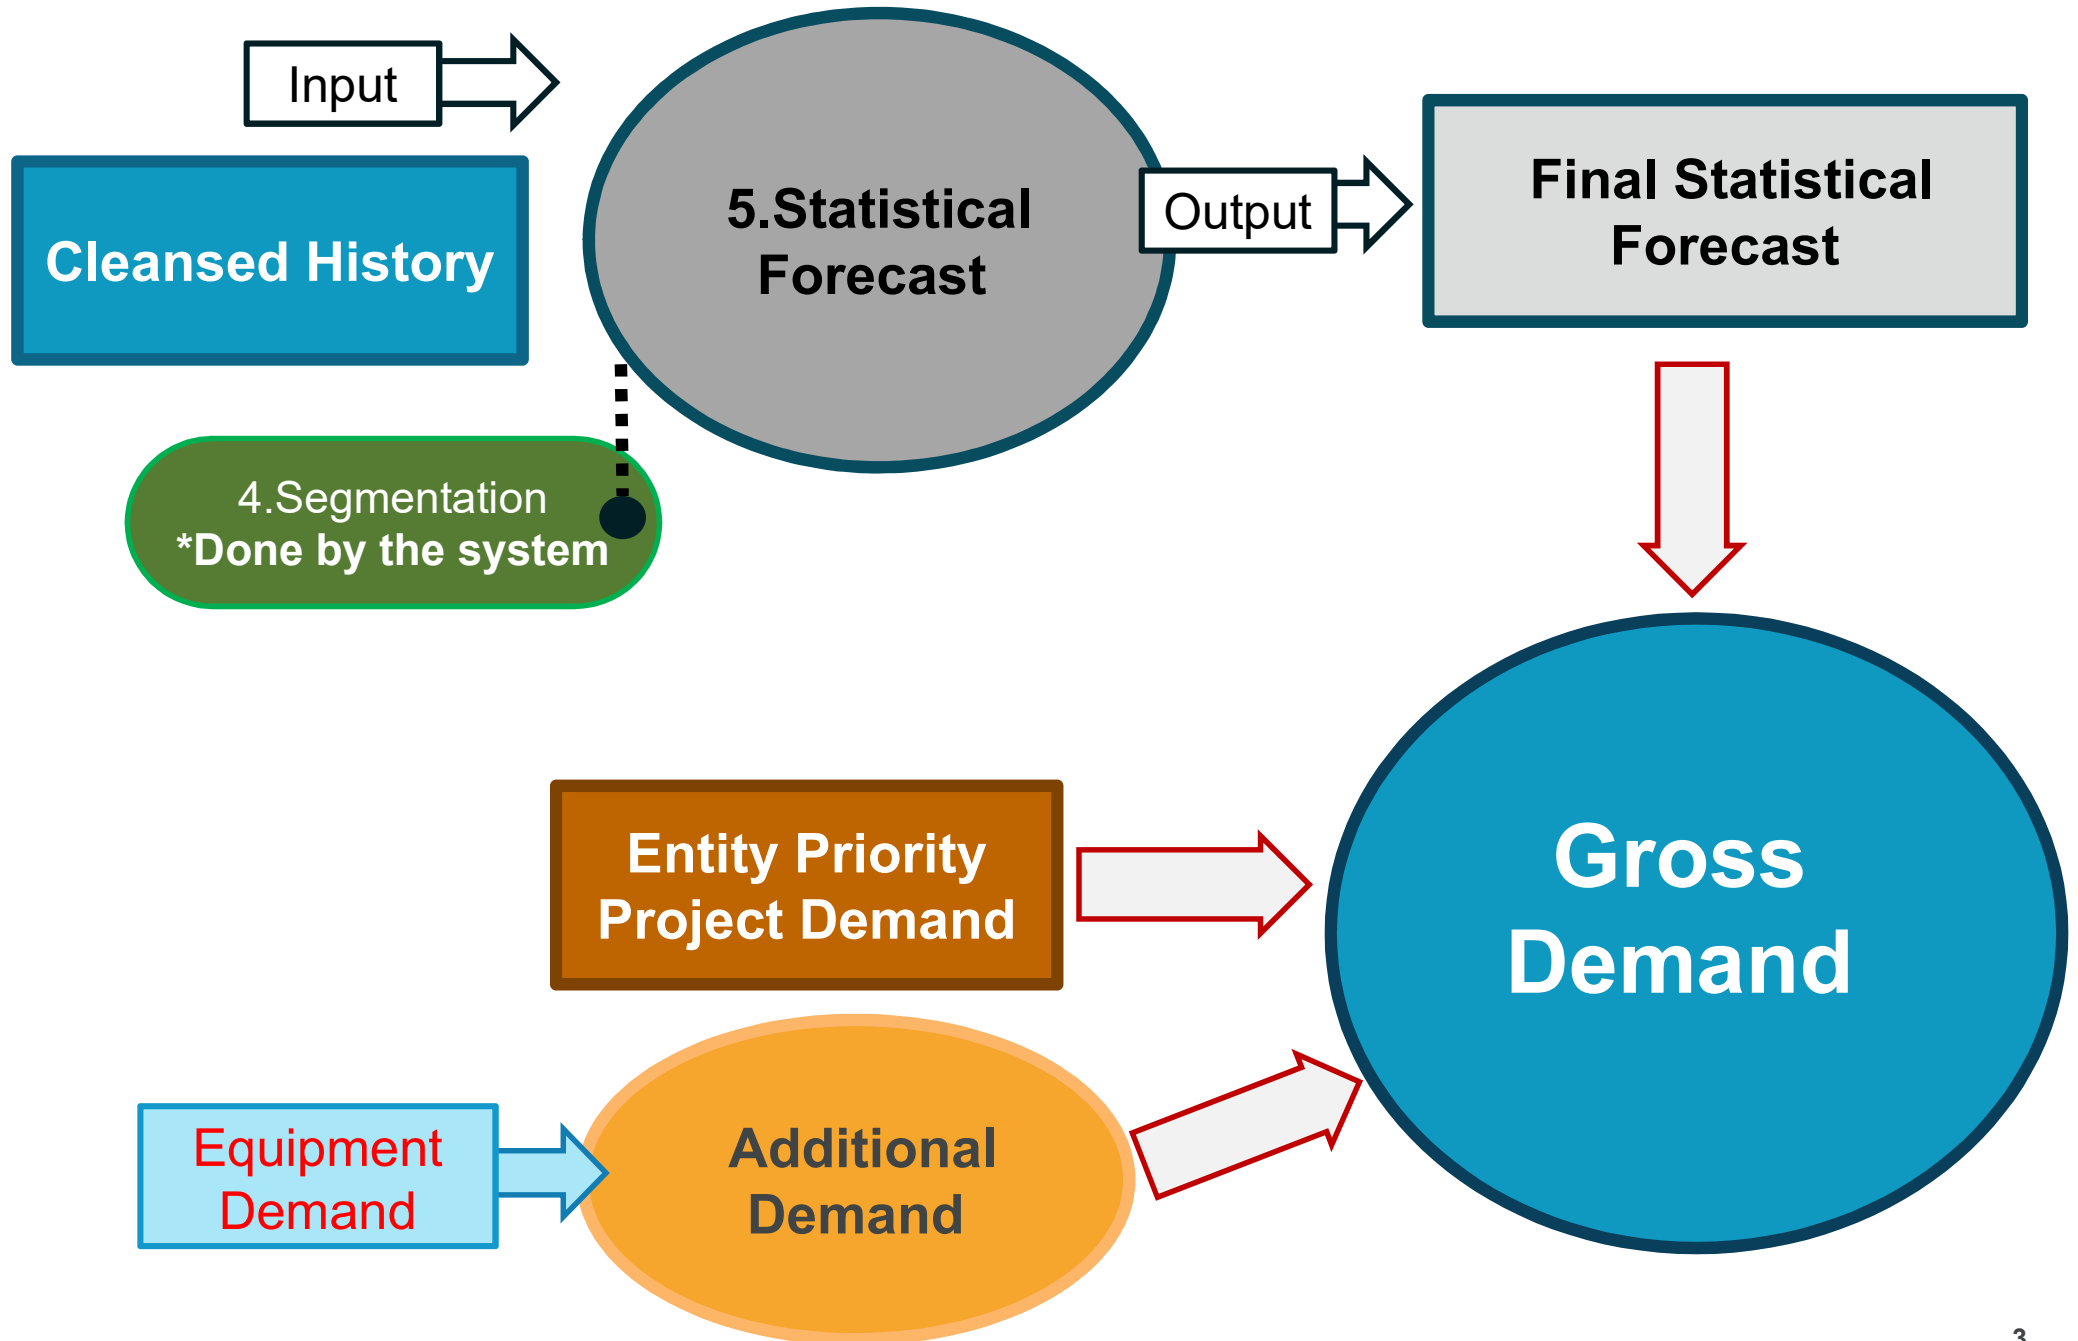 Input
Cleansed History
5.Statistical
Forecast
Output
Final Statistical
Forecast
4.Segmentation
*Done by the system
Entity Priority
Project Demand
Gross
Demand
Equipment
Demand
Additional
Demand
3